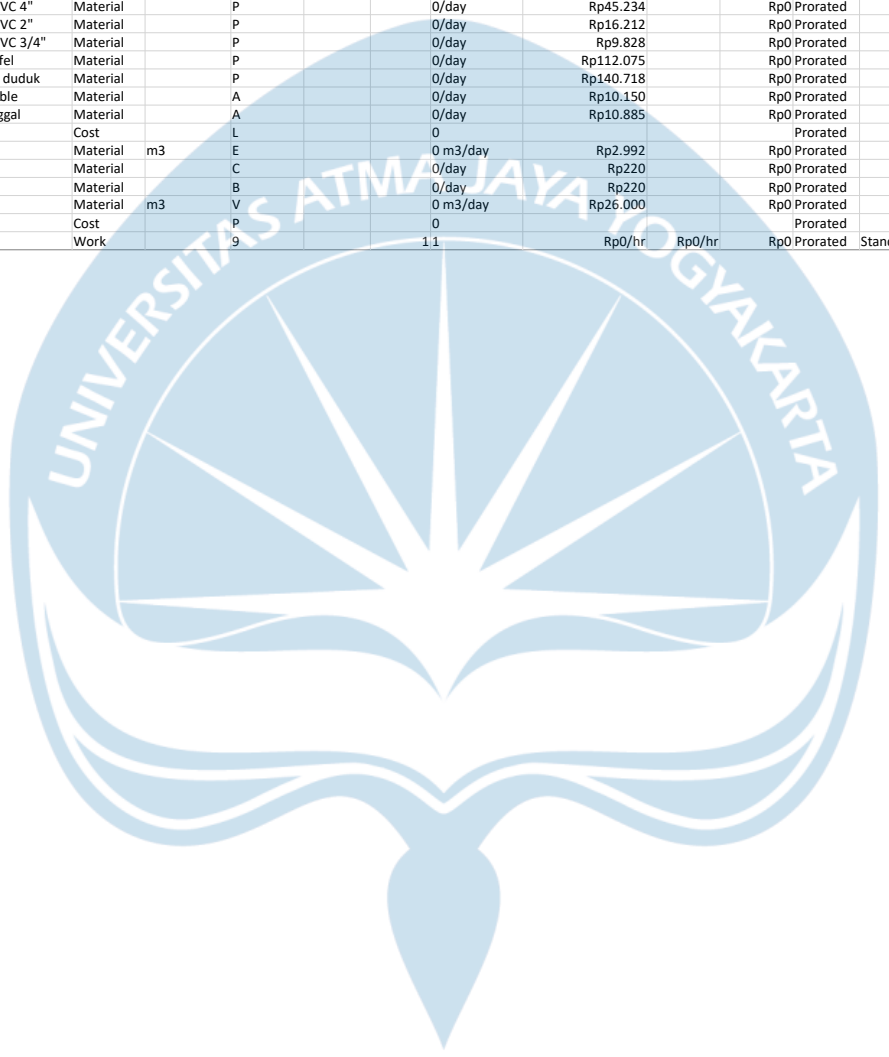 VC 4" Material P 0/day Rp45.234 Rp0 Prorated
VC 2" Material P 0/day Rp16.212 Rp0 Prorated
VC 3/4" Material P 0/day Rp9.828 Rp0 Prorated
fel Material P 0/day Rp112.075 Rp0 Prorated
duduk Material P 0/day Rp140.718 Rp0 Prorated
ble Material A 0/day Rp10.150 Rp0 Prorated
ggal Material A 0/day Rp10.885 Rp0 Prorated
Cost L 0 Prorated
Material m3 E 0 m3/day Rp2.992 Rp0 Prorated
Material C 0/day Rp220 Rp0 Prorated
Material B 0/day Rp220 Rp0 Prorated
Material m3 V 0 m3/day Rp26.000 Rp0 Prorated
Cost P 0 Prorated
Work 9 1 1 Rp0/hr Rp0/hr Rp0 Prorated Stand
UNIVERSITAS ATMA JAYA YOGYAKARTA